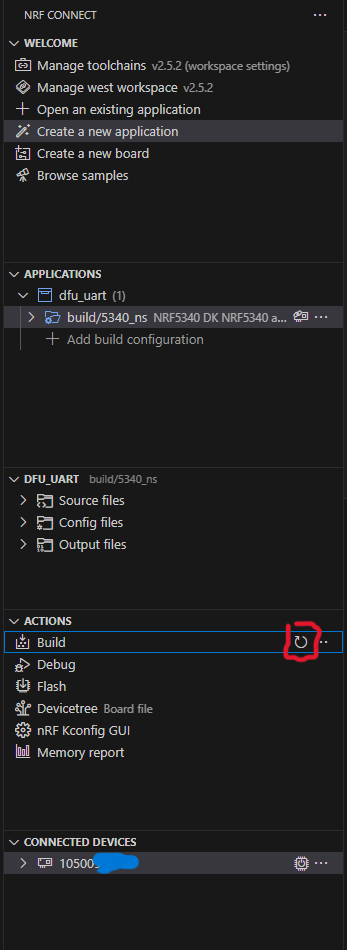 NRF CONNECT
WELCOME
Manage toolchains v2.5.2 (workspace settings)
Manage west workspace v2.5.2
Open an existing application
Create a new application
Create a new board
Browse samples
APPLICATIONS
dfu_uart (1)
build/5340_ns NRF5340 DK NRF5340 a...
Add build configuration
DFU_UART build/5340_ns
Source files
Config files
Output files
ACTIONS
Build
Debug
Flash
Devicetree Board file
nRF Kconfig GUI
Memory report
CONNECTED DEVICES